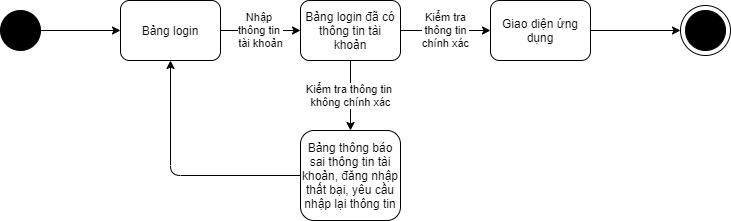 Bảng login
Nhập
thông tin
tài khoản
Bảng login đã có
thông tin tài
khoản
Kiểm tra
thông tin
chính xác
Giao diện ứng
dụng
Kiểm tra thông tin
không chính xác
Bảng thông báo
sai thông tin tài
khoản, đăng nhập
thất bại, yêu cầu
nhập lại thông tin